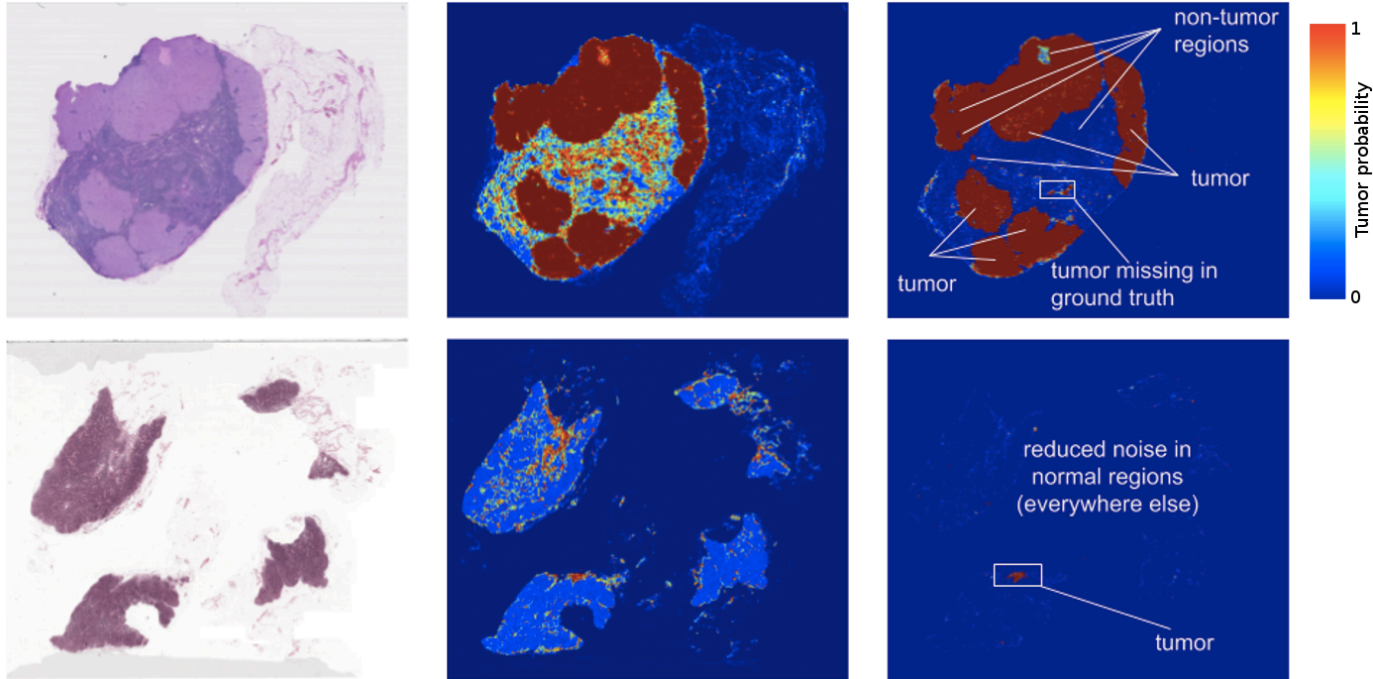 non-tumor
regions
tumor
tumor
tumor missing in
ground truth
1
Tumor probability
0
reduced noise in
normal regions
(everywhere else)
tumor